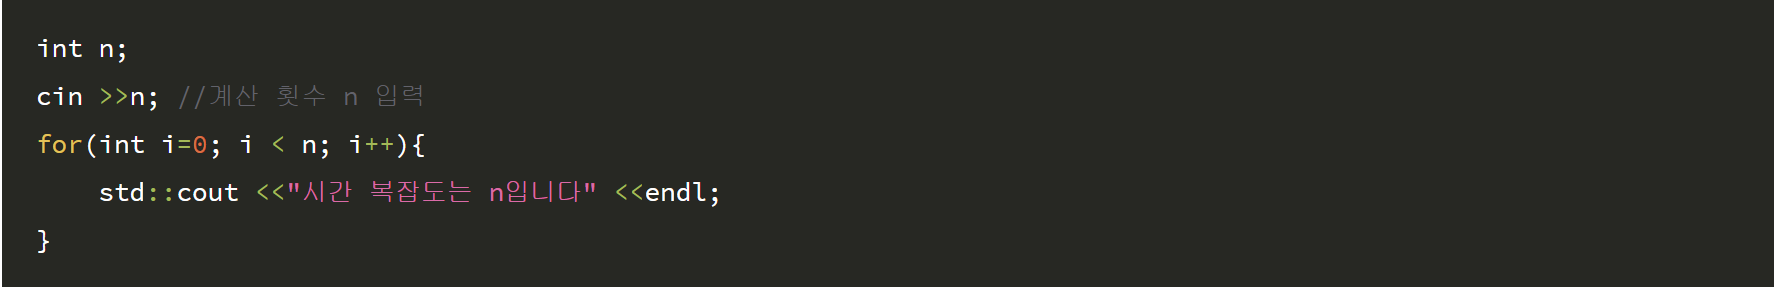 int n;
cin >>n; //계산 횟수 n 입력
for(int i=0; i < n; i++){
    std::cout <<"시간 복잡도는 n입니다" <<endl;
}